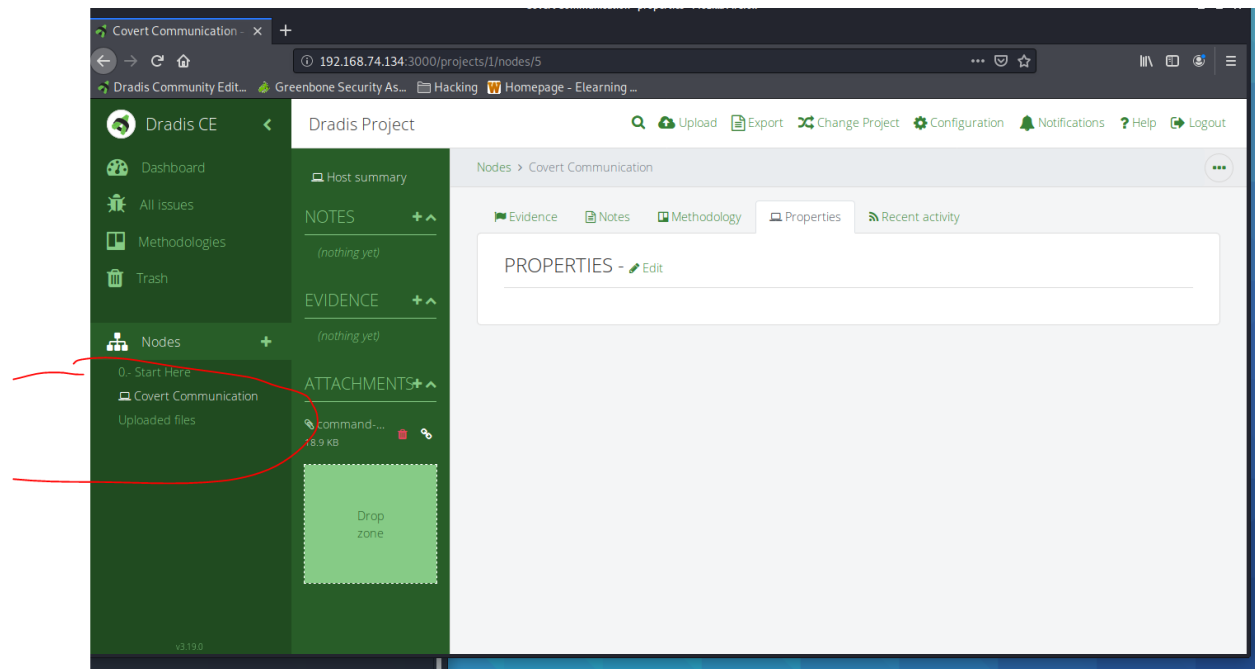 Covert Communication -
192.168.74.134:3000/projects/1/nodes/5
Dradis Community Edit...
Greenbone Security As...
Hacking
Homepage - Elearning ...
Dradis CE
Dradis Project
Upload
Export
Change Project
Configuration
Notifications
? Help
Logout
Dashboard
All issues
Methodologies
Trash
Nodes
0.- Start Here
Covert Communication
Uploaded files
v3.19.0
Host summary
NOTES
(nothing yet)
EVIDENCE
(nothing yet)
ATTACHMENTS
command-...
18.9 KB
Drop
zone
Nodes > Covert Communication
Evidence
Notes
Methodology
Properties
Recent activity
PROPERTIES - Edit